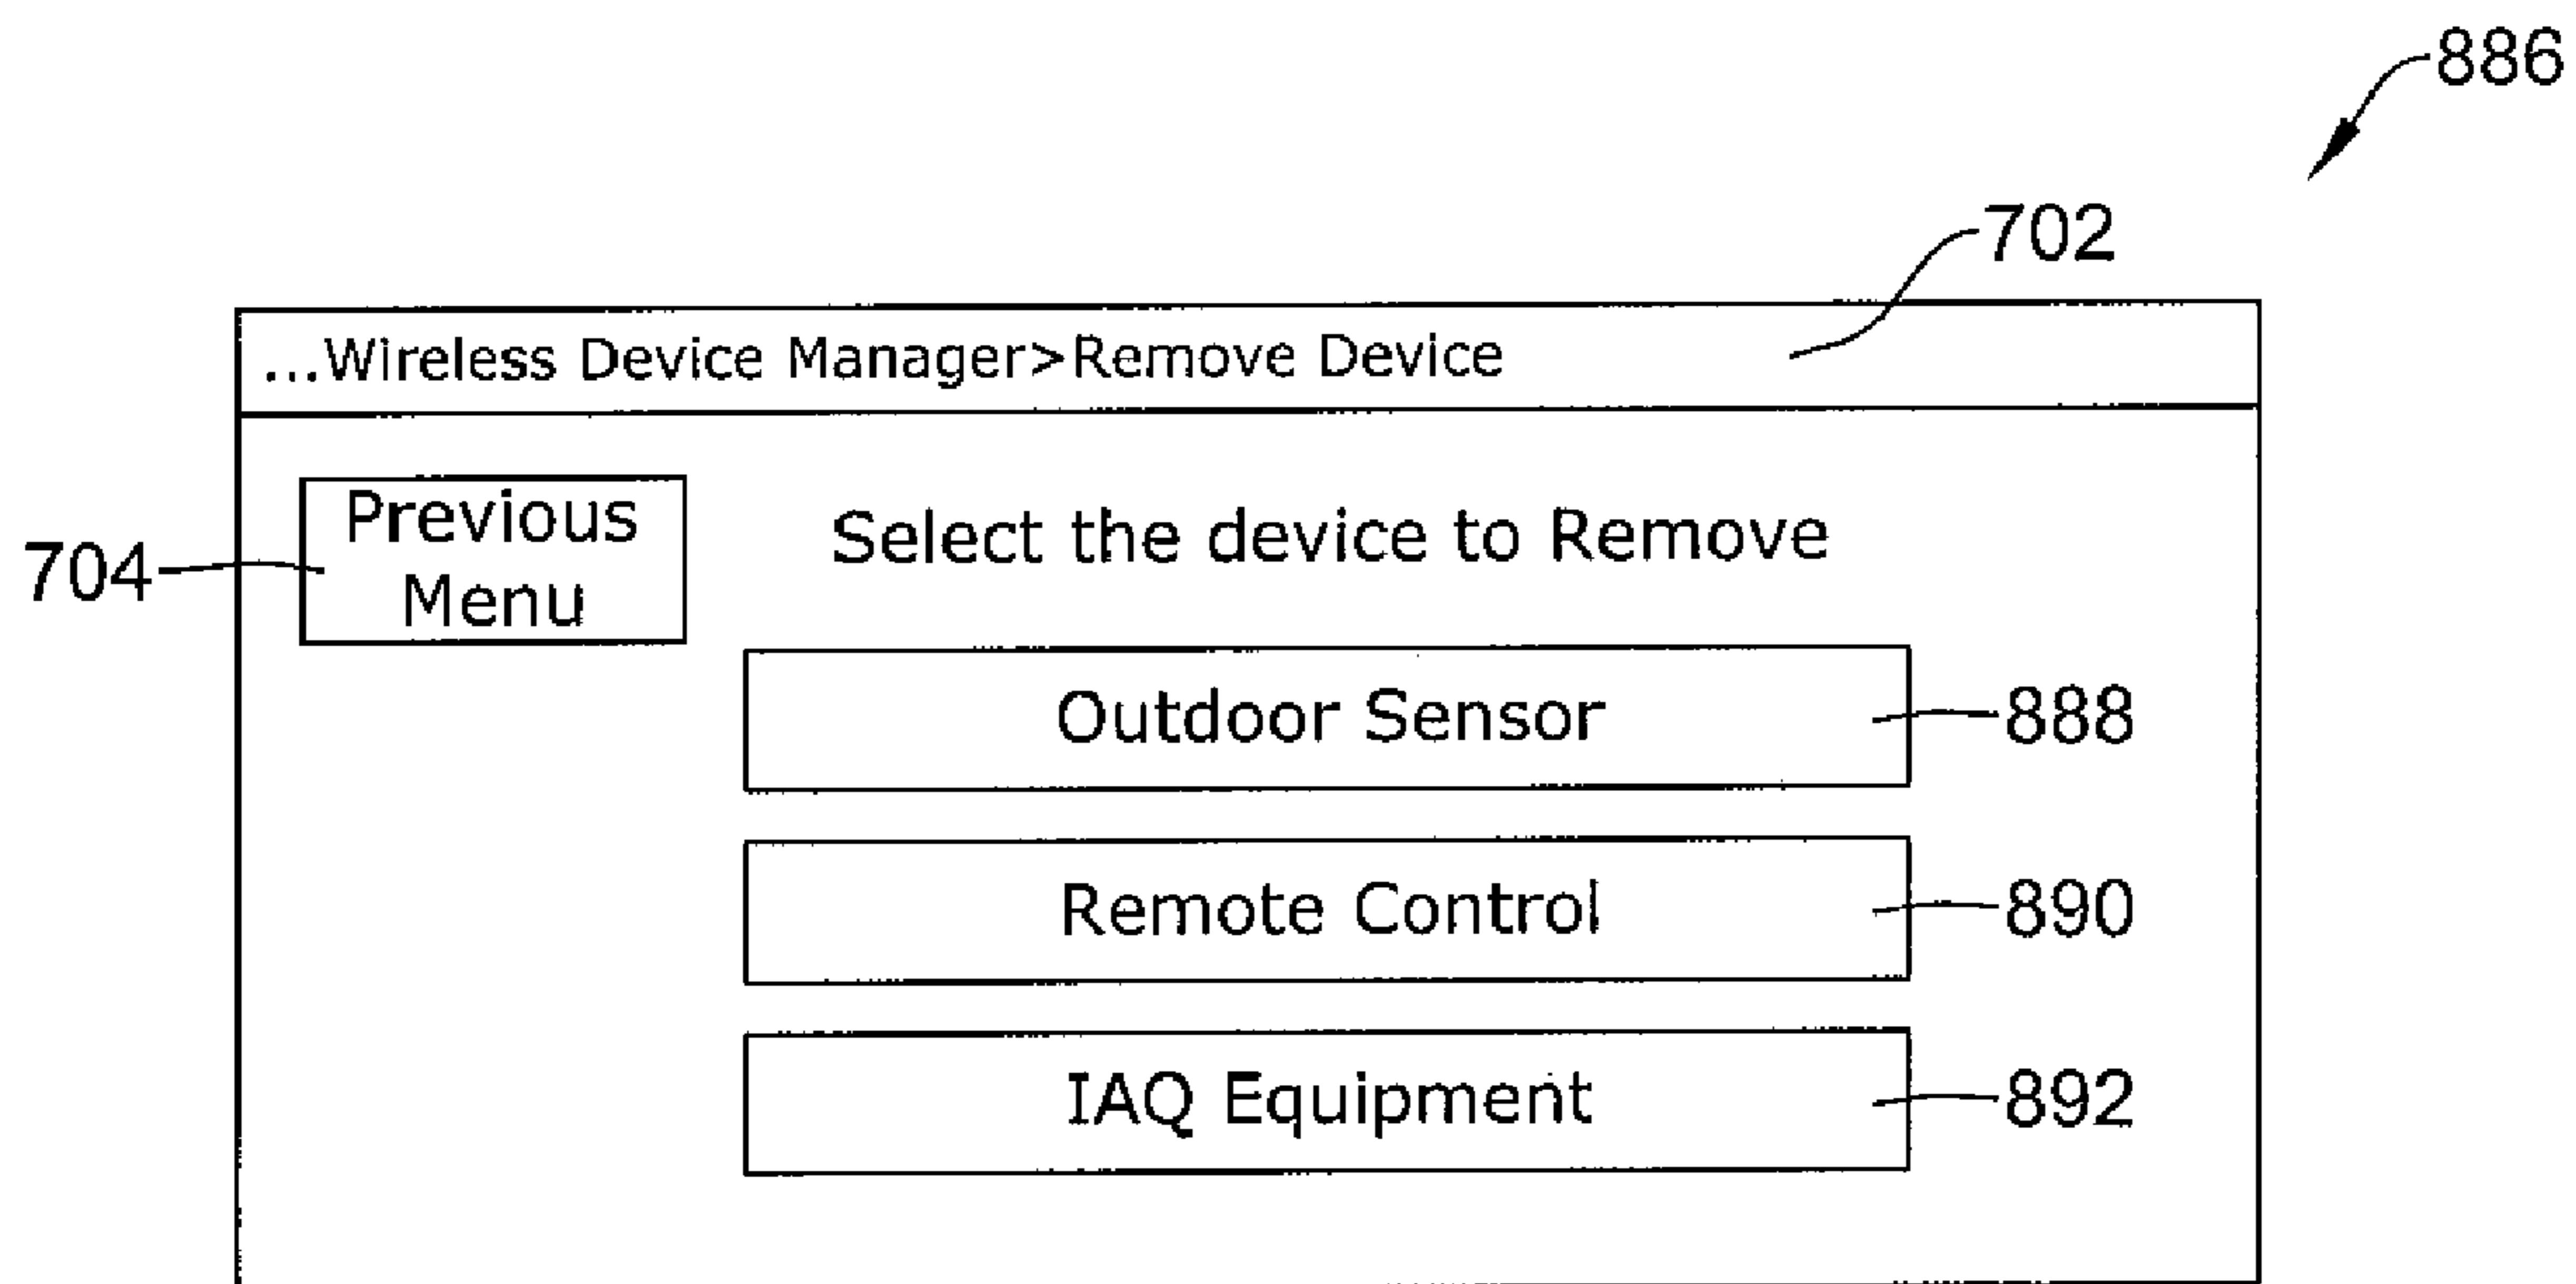 886
702
...Wireless Device Manager>Remove Device
Previous
Menu
704
Select the device to Remove
Outdoor Sensor
888
Remote Control
890
IAQ Equipment
892